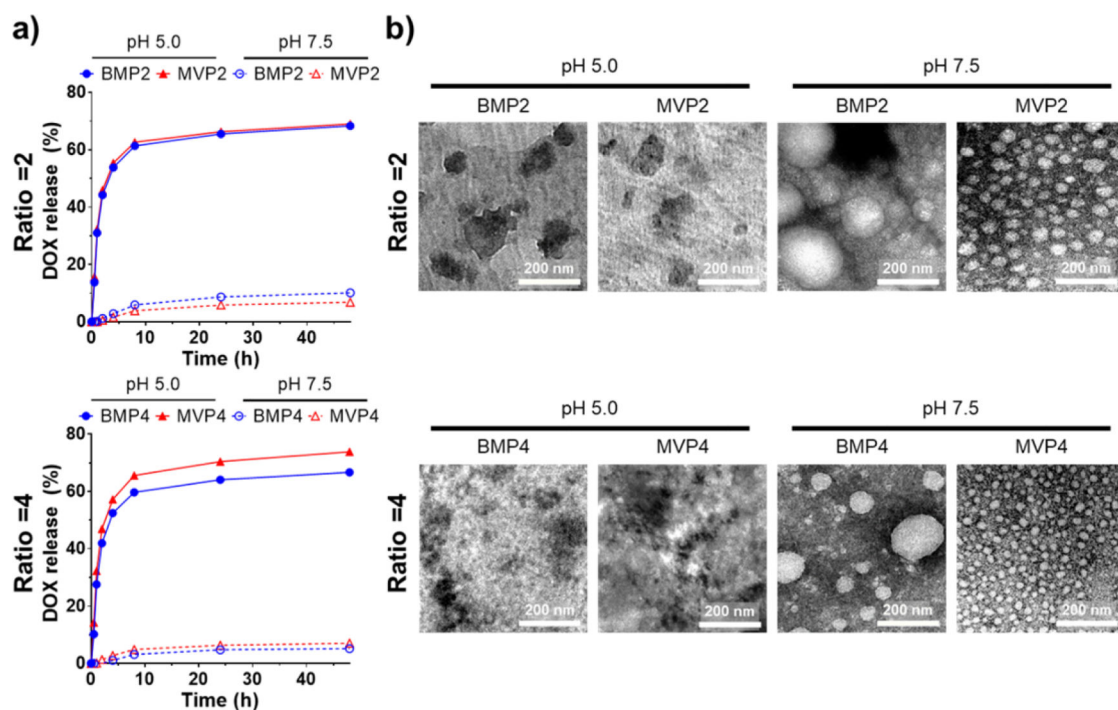 a)
pH 5.0 pH 7.5
BMP2 MVP2 BMP2 MVP2
80
60
40
20
0
Ratio =2
DOX release (%)
0 10 20 30 40 50
Time (h)
pH 5.0 pH 7.5
BMP4 MVP4 BMP4 MVP4
80
60
40
20
0
Ratio =4
DOX release (%)
0 10 20 30 40 50
Time (h)
b)
pH 5.0 pH 7.5
BMP2 MVP2 BMP2 MVP2
Ratio =2
200 nm 200 nm 200 nm 200 nm
pH 5.0 pH 7.5
BMP4 MVP4 BMP4 MVP4
Ratio =4
200 nm 200 nm 200 nm 200 nm